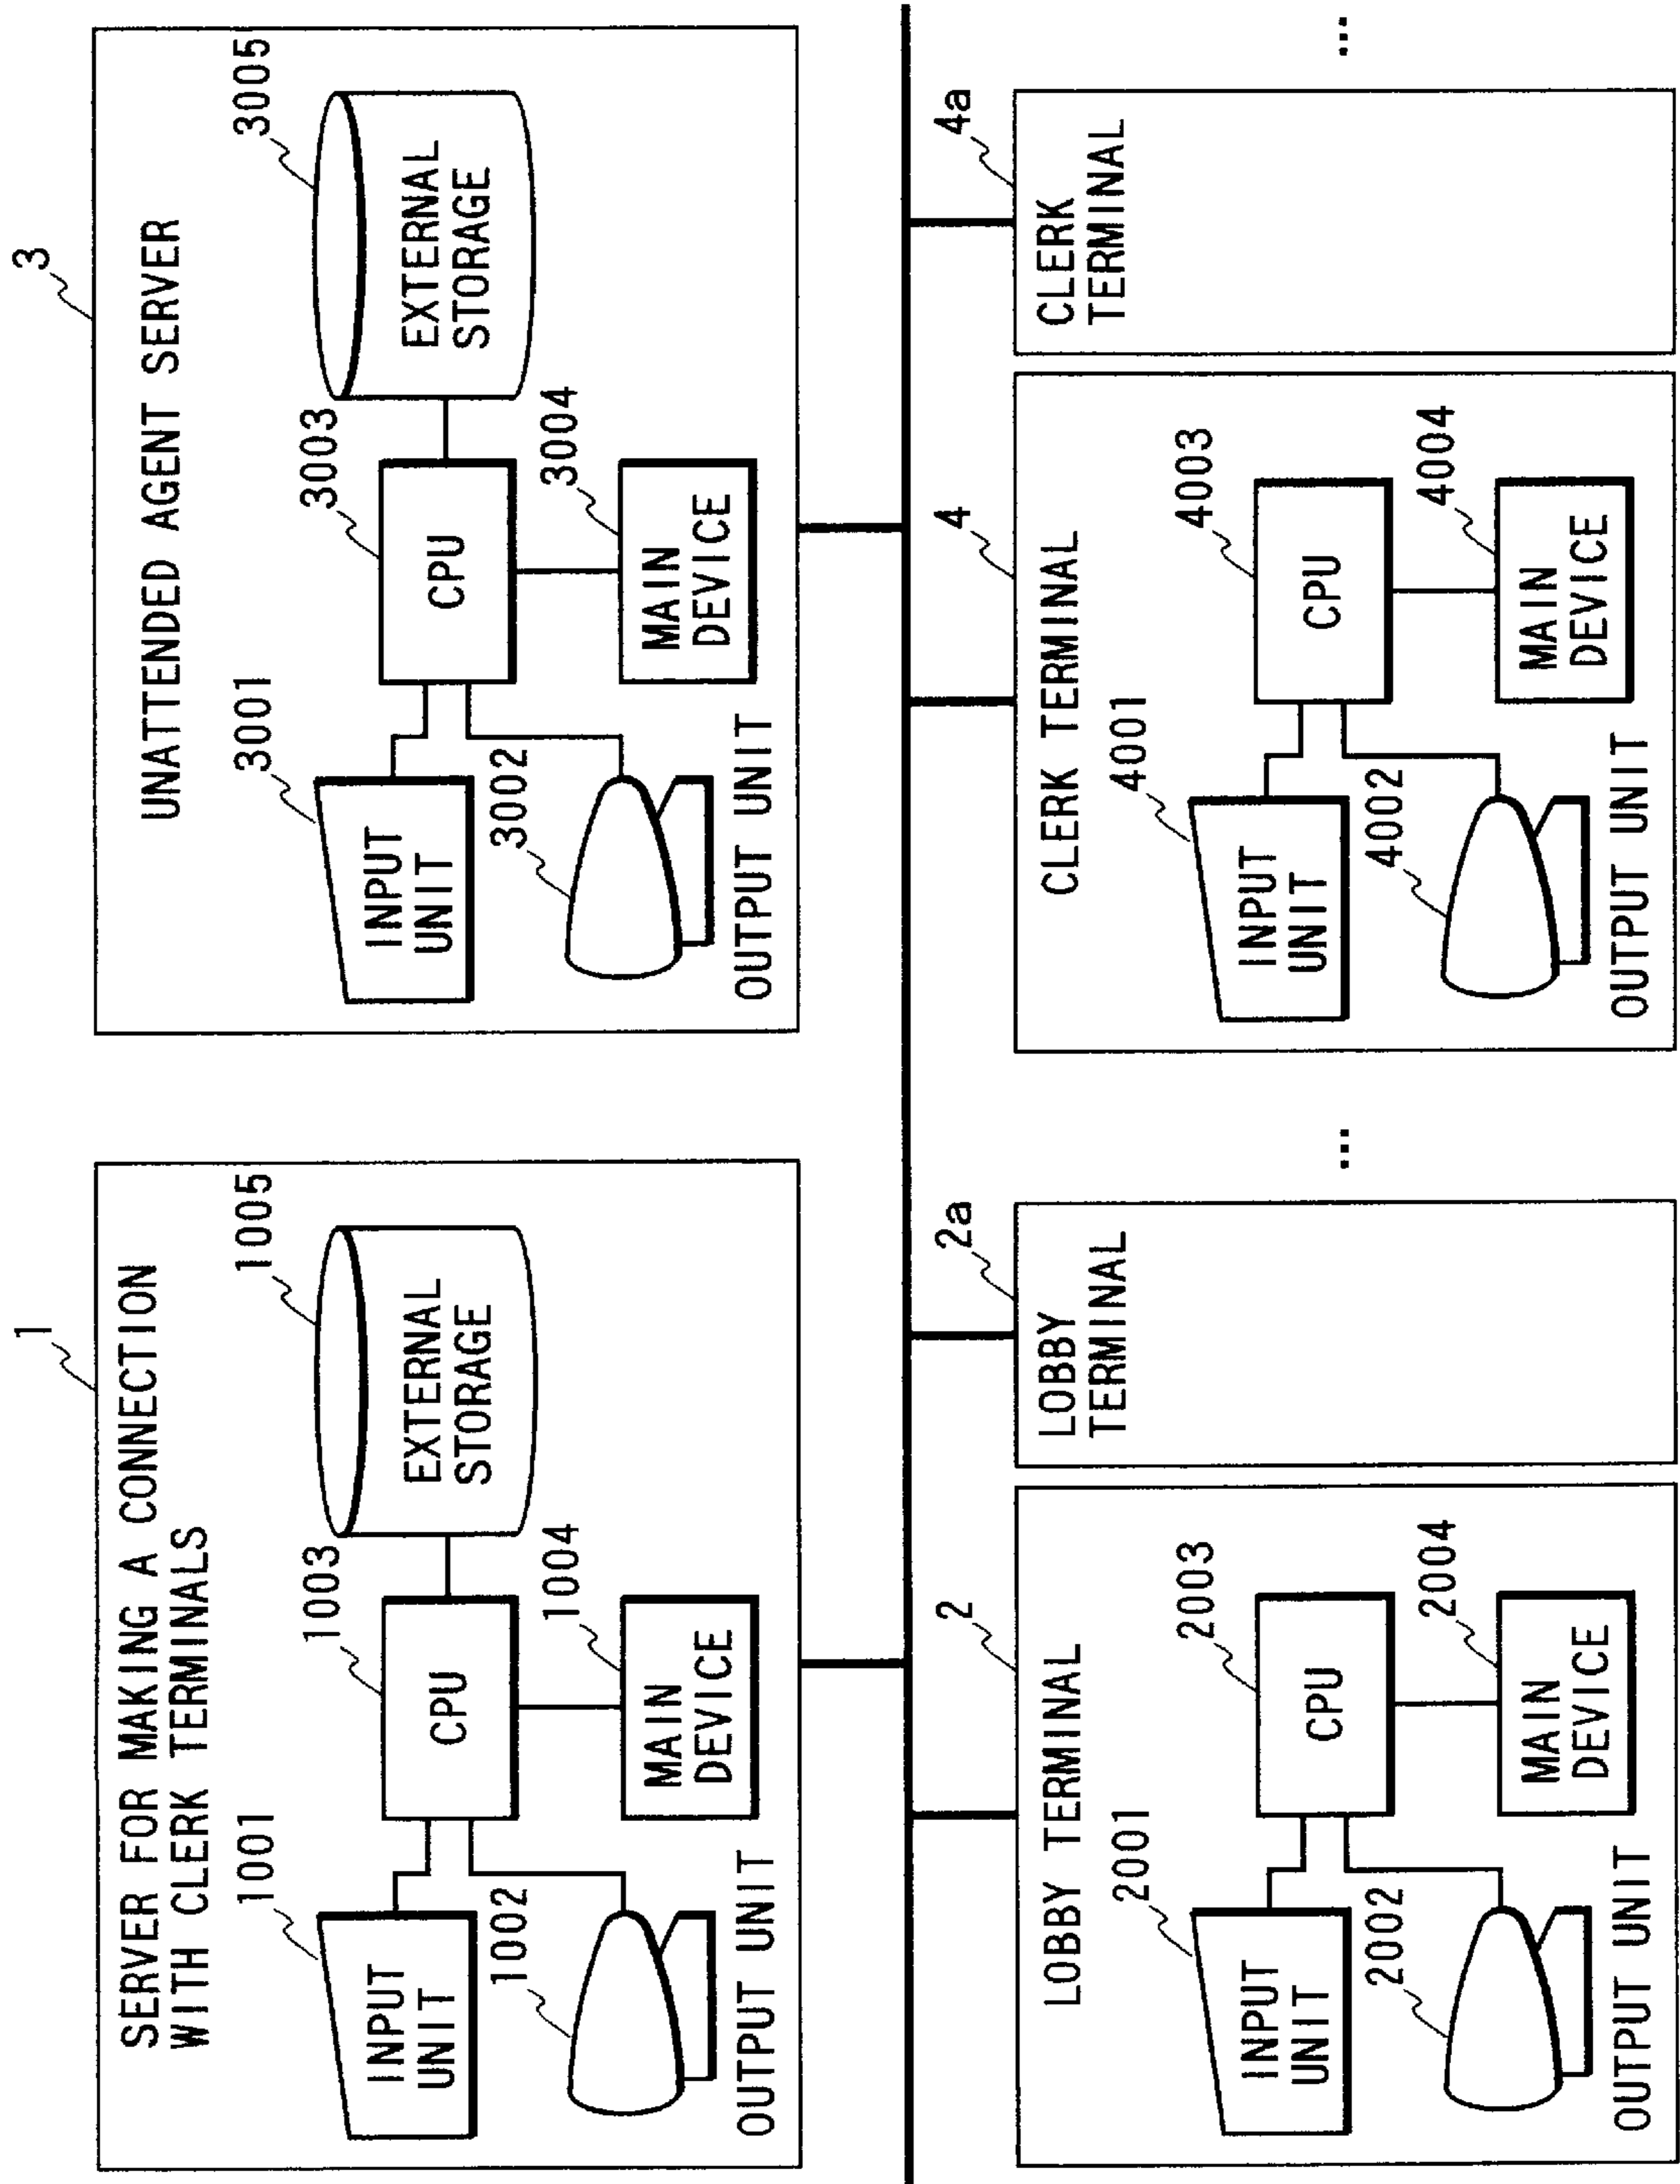 1
SERVER FOR MAKING A CONNECTION
WITH CLERK TERMINALS
1001
INPUT
UNIT
1002
OUTPUT UNIT
1003
CPU
1004
MAIN
DEVICE
1005
EXTERNAL
STORAGE
3
UNATTENDED AGENT SERVER
3001
INPUT
UNIT
3002
OUTPUT UNIT
3003
CPU
3004
MAIN
DEVICE
3005
EXTERNAL
STORAGE
2
LOBBY TERMINAL
2001
INPUT
UNIT
2002
OUTPUT UNIT
2003
CPU
2004
MAIN
DEVICE
2a
LOBBY
TERMINAL
...
4
CLERK TERMINAL
4001
INPUT
UNIT
4002
OUTPUT UNIT
4003
CPU
4004
MAIN
DEVICE
4a
CLERK
TERMINAL
...